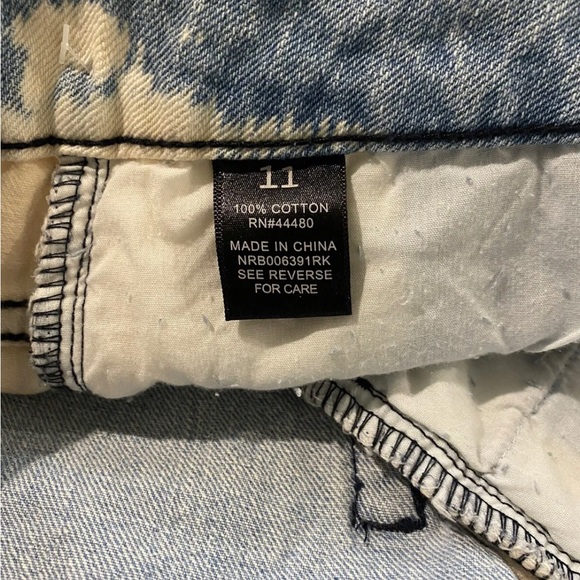 11
100% COTTON
RN#44480
MADE IN CHINA
NRB006391RK
SEE REVERSE
FOR CARE